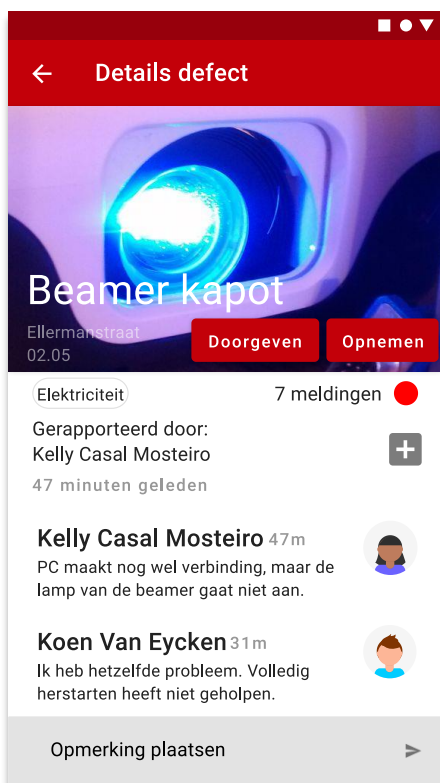 Details defect
Beamer kapot
Ellermanstraat
02.05
Doorgeven
Opnemen
Elektriciteit
7 meldingen
Gerapporteerd door:
Kelly Casal Mosteiro
47 minuten geleden
Kelly Casal Mosteiro 47m
PC maakt nog wel verbinding, maar de
lamp van de beamer gaat niet aan.
Koen Van Eycken 31m
Ik heb hetzelfde probleem. Volledig
herstarten heeft niet geholpen.
Opmerking plaatsen